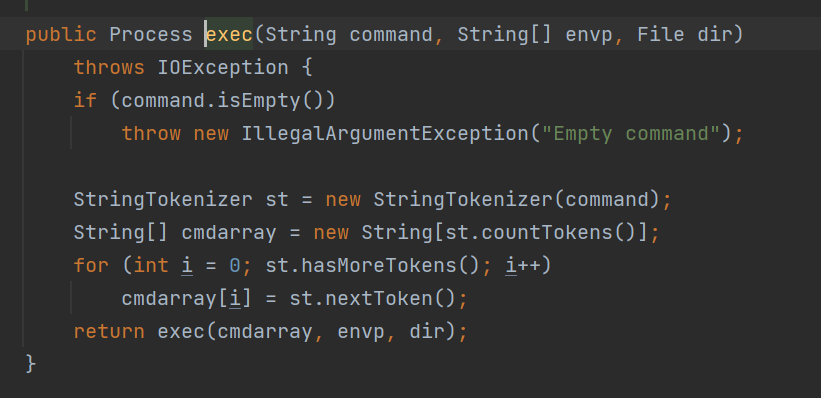 public Process exec(String command, String[] envp, File dir)
    throws IOException {
    if (command.isEmpty())
        throw new IllegalArgumentException("Empty command");

    StringTokenizer st = new StringTokenizer(command);
    String[] cmdarray = new String[st.countTokens()];
    for (int i = 0; st.hasMoreTokens(); i++)
        cmdarray[i] = st.nextToken();
    return exec(cmdarray, envp, dir);
}